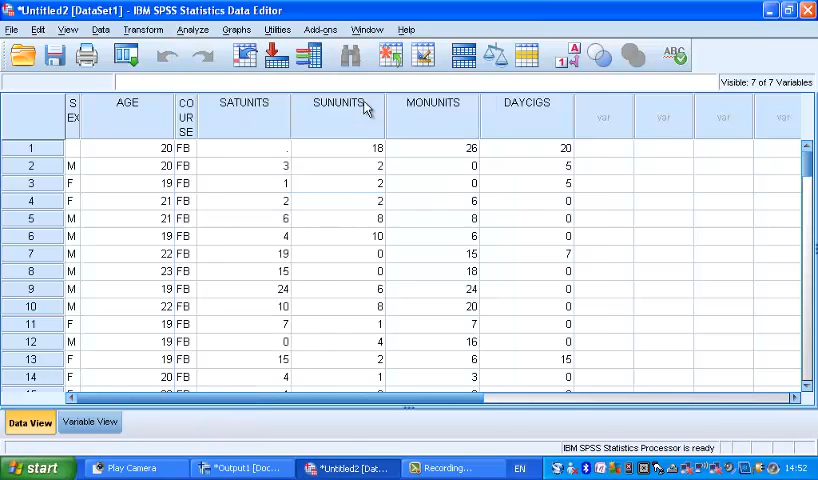 *Untitled2 [DataSet1] - IBM SPSS Statistics Data Editor
File Edit View Data Transform Analyze Graphs Utilities Add-ons Window Help
A
1
ABC
Visible: 7 of 7 Variables
SEX AGE COURSE SATUNITS SUNUNITS MONUNITS DAYCIGS var var var var
1 20 FB . 18 26 20
2 M 20 FB 3 2 0 5
3 F 19 FB 1 2 0 5
4 F 21 FB 2 2 6 0
5 M 21 FB 6 8 8 0
6 M 19 FB 4 10 6 0
7 M 22 FB 19 0 15 7
8 M 23 FB 15 0 18 0
9 M 19 FB 24 6 24 0
10 M 22 FB 10 8 20 0
11 F 19 FB 7 1 7 0
12 M 19 FB 0 4 16 0
13 F 19 FB 15 2 6 15
14 F 20 FB 4 1 3 0
Data View Variable View
IBM SPSS Statistics Processor is ready
start Play Camera *Output1 [Doc... *Untitled2 [Dat... Recording... EN 14:52